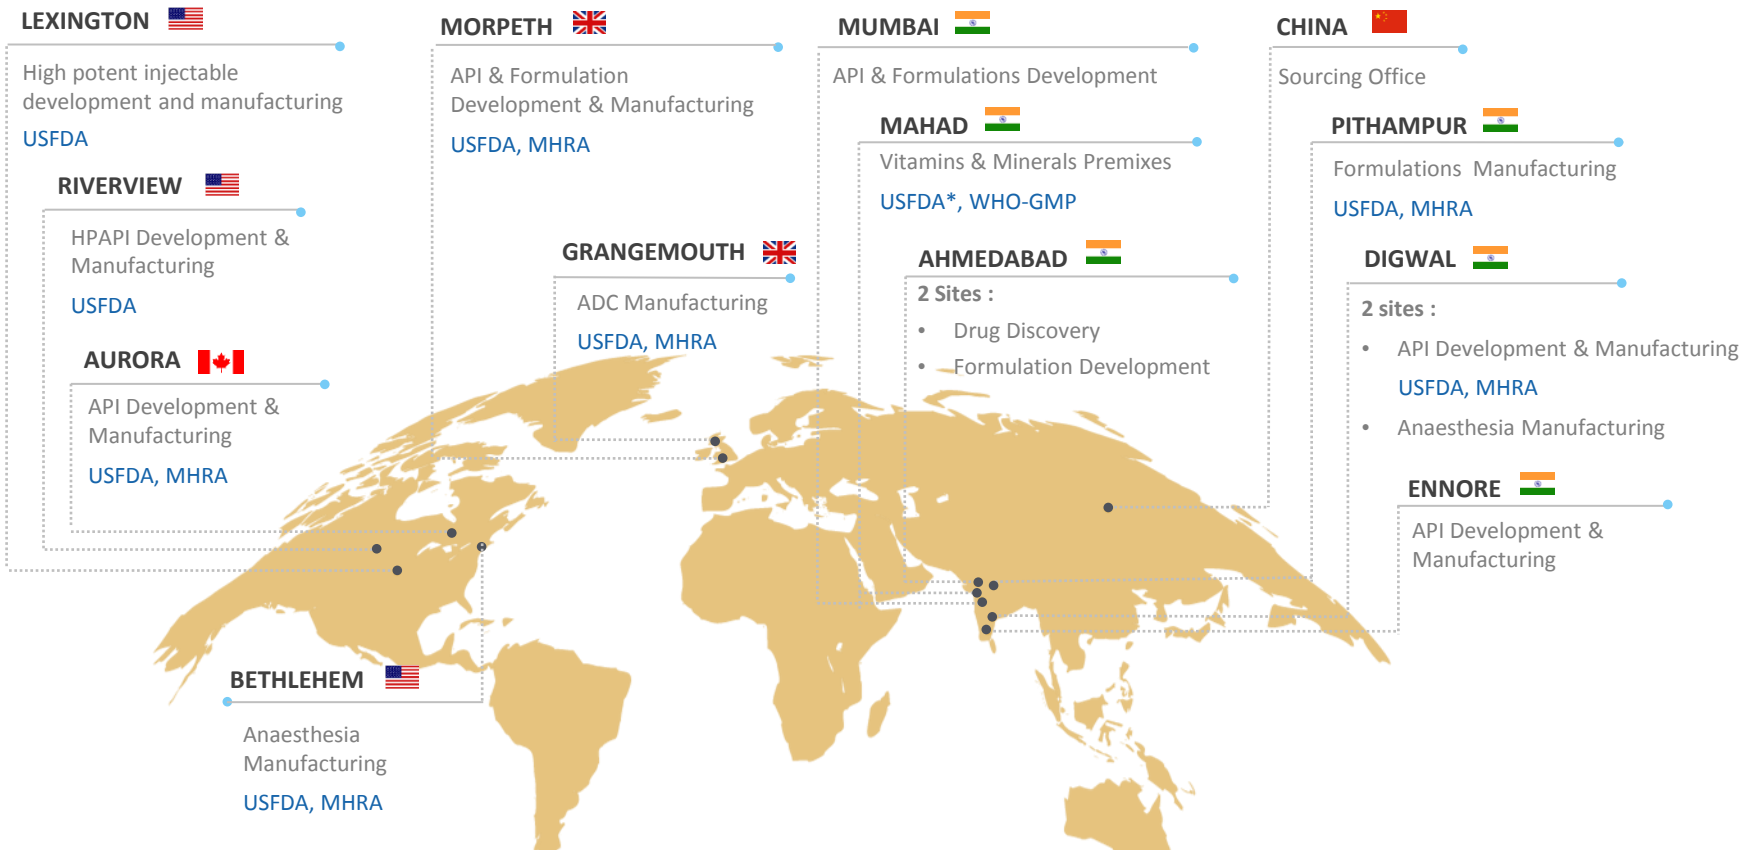 LEXINGTON
High potent injectable
development and manufacturing
USFDA
RIVERVIEW
HPAPI Development &
Manufacturing
USFDA
AURORA
API Development &
Manufacturing
USFDA, MHRA
BETHLEHEM
Anaesthesia
Manufacturing
USFDA, MHRA
MORPETH
API & Formulation
Development & Manufacturing
USFDA, MHRA
GRANGEMOUTH
ADC Manufacturing
USFDA, MHRA
MUMBAI
API & Formulations Development
MAHAD
Vitamins & Minerals Premixes
USFDA*, WHO-GMP
AHMEDABAD
2 Sites :
• Drug Discovery
• Formulation Development
CHINA
Sourcing Office
PITHAMPUR
Formulations Manufacturing
USFDA, MHRA
DIGWAL
2 sites :
• API Development & Manufacturing
USFDA, MHRA
• Anaesthesia Manufacturing
ENNORE
API Development &
Manufacturing